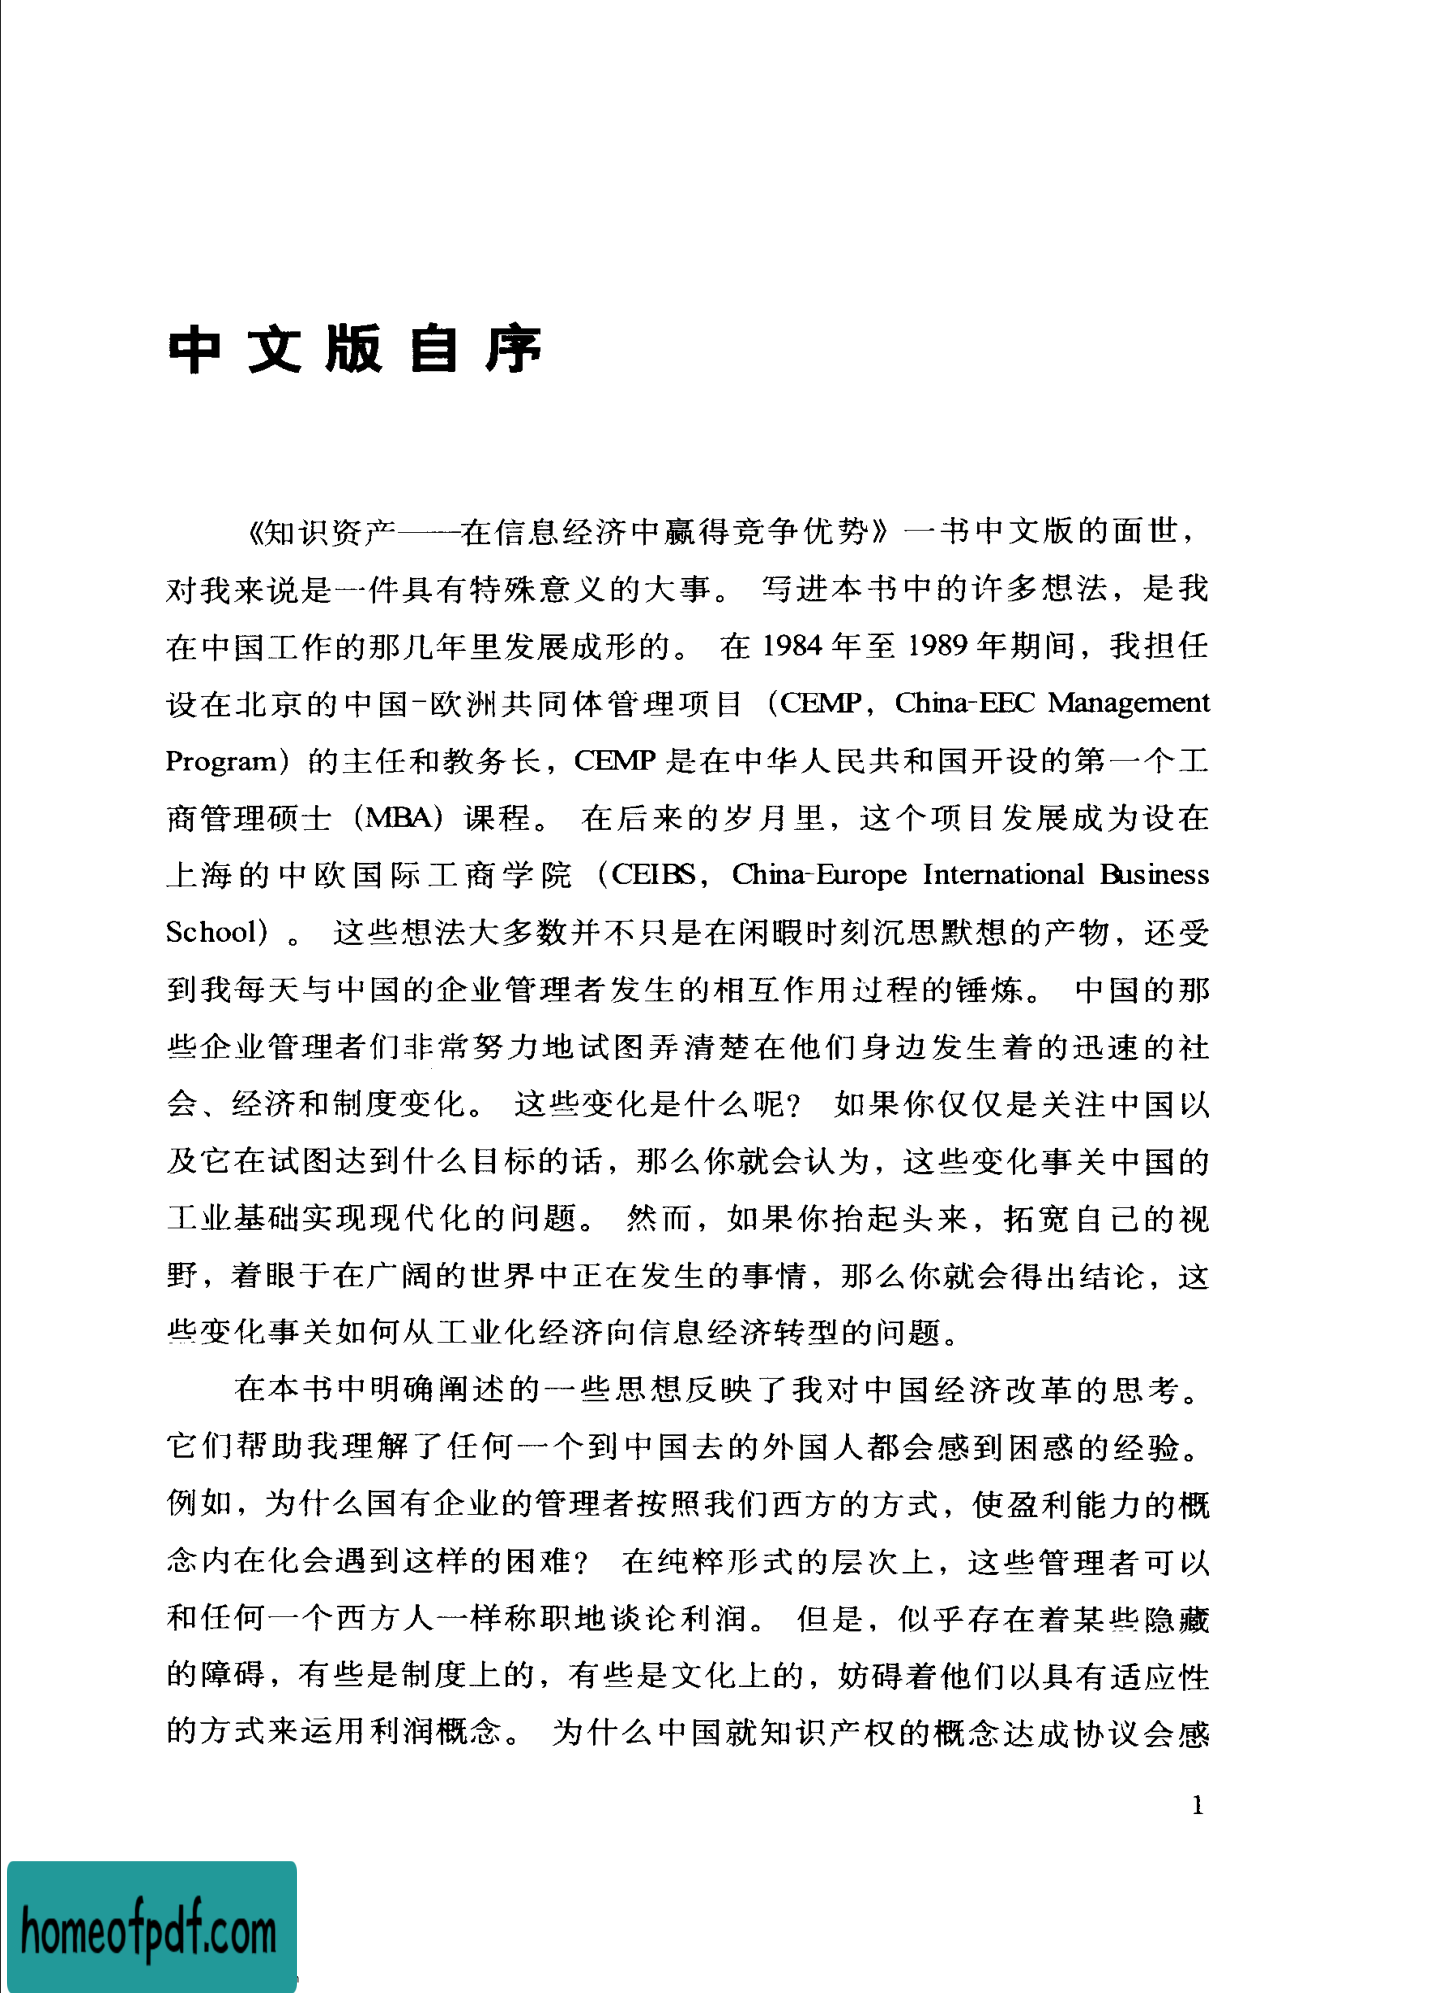 中文版自序
《知识资产——在信息经济中赢得竞争优势》一书中文版的面世，
对我来说是一件具有特殊意义的大事。 写进本书中的许多想法，是我
在中国工作的那几年里发展成形的。 在 1984 年至 1989 年期间，我担任
设在北京的中国-欧洲共同体管理项目（CEMP，China-EEC Management
Program）的主任和教务长，CEMP 是在中华人民共和国开设的第一个工
商管理硕士（MBA）课程。 在后来的岁月里，这个项目发展成为设在
上海的中欧国际工商学院（CEIBS，China-Europe International Business
School）。 这些想法大多数并不只是在闲暇时刻沉思默想的产物，还受
到我每天与中国的企业管理者发生的相互作用过程的锤炼。 中国的那
些企业管理者们非常努力地试图弄清楚在他们身边发生着的迅速的社
会、经济和制度变化。 这些变化是什么呢？ 如果你仅仅是关注中国以
及它在试图达到什么目标的话，那么你就会认为，这些变化事关中国的
工业基础实现现代化的问题。 然而，如果你抬起头来，拓宽自己的视
野，着眼于在广阔的世界中正在发生的事情，那么你就会得出结论，这
些变化事关如何从工业化经济向信息经济转型的问题。
在本书中明确阐述的一些思想反映了我对中国经济改革的思考。
它们帮助我理解了任何一个到中国去的外国人都会感到困惑的经验。
例如，为什么国有企业的管理者按照我们西方的方式，使盈利能力的概
念内在化会遇到这样的困难？ 在纯粹形式的层次上，这些管理者可以
和任何一个西方人一样称职地谈论利润。 但是，似乎存在着某些隐藏
的障碍，有些是制度上的，有些是文化上的，妨碍着他们以具有适应性
的方式来运用利润概念。 为什么中国就知识产权的概念达成协议会感
1
homeofpdf.com